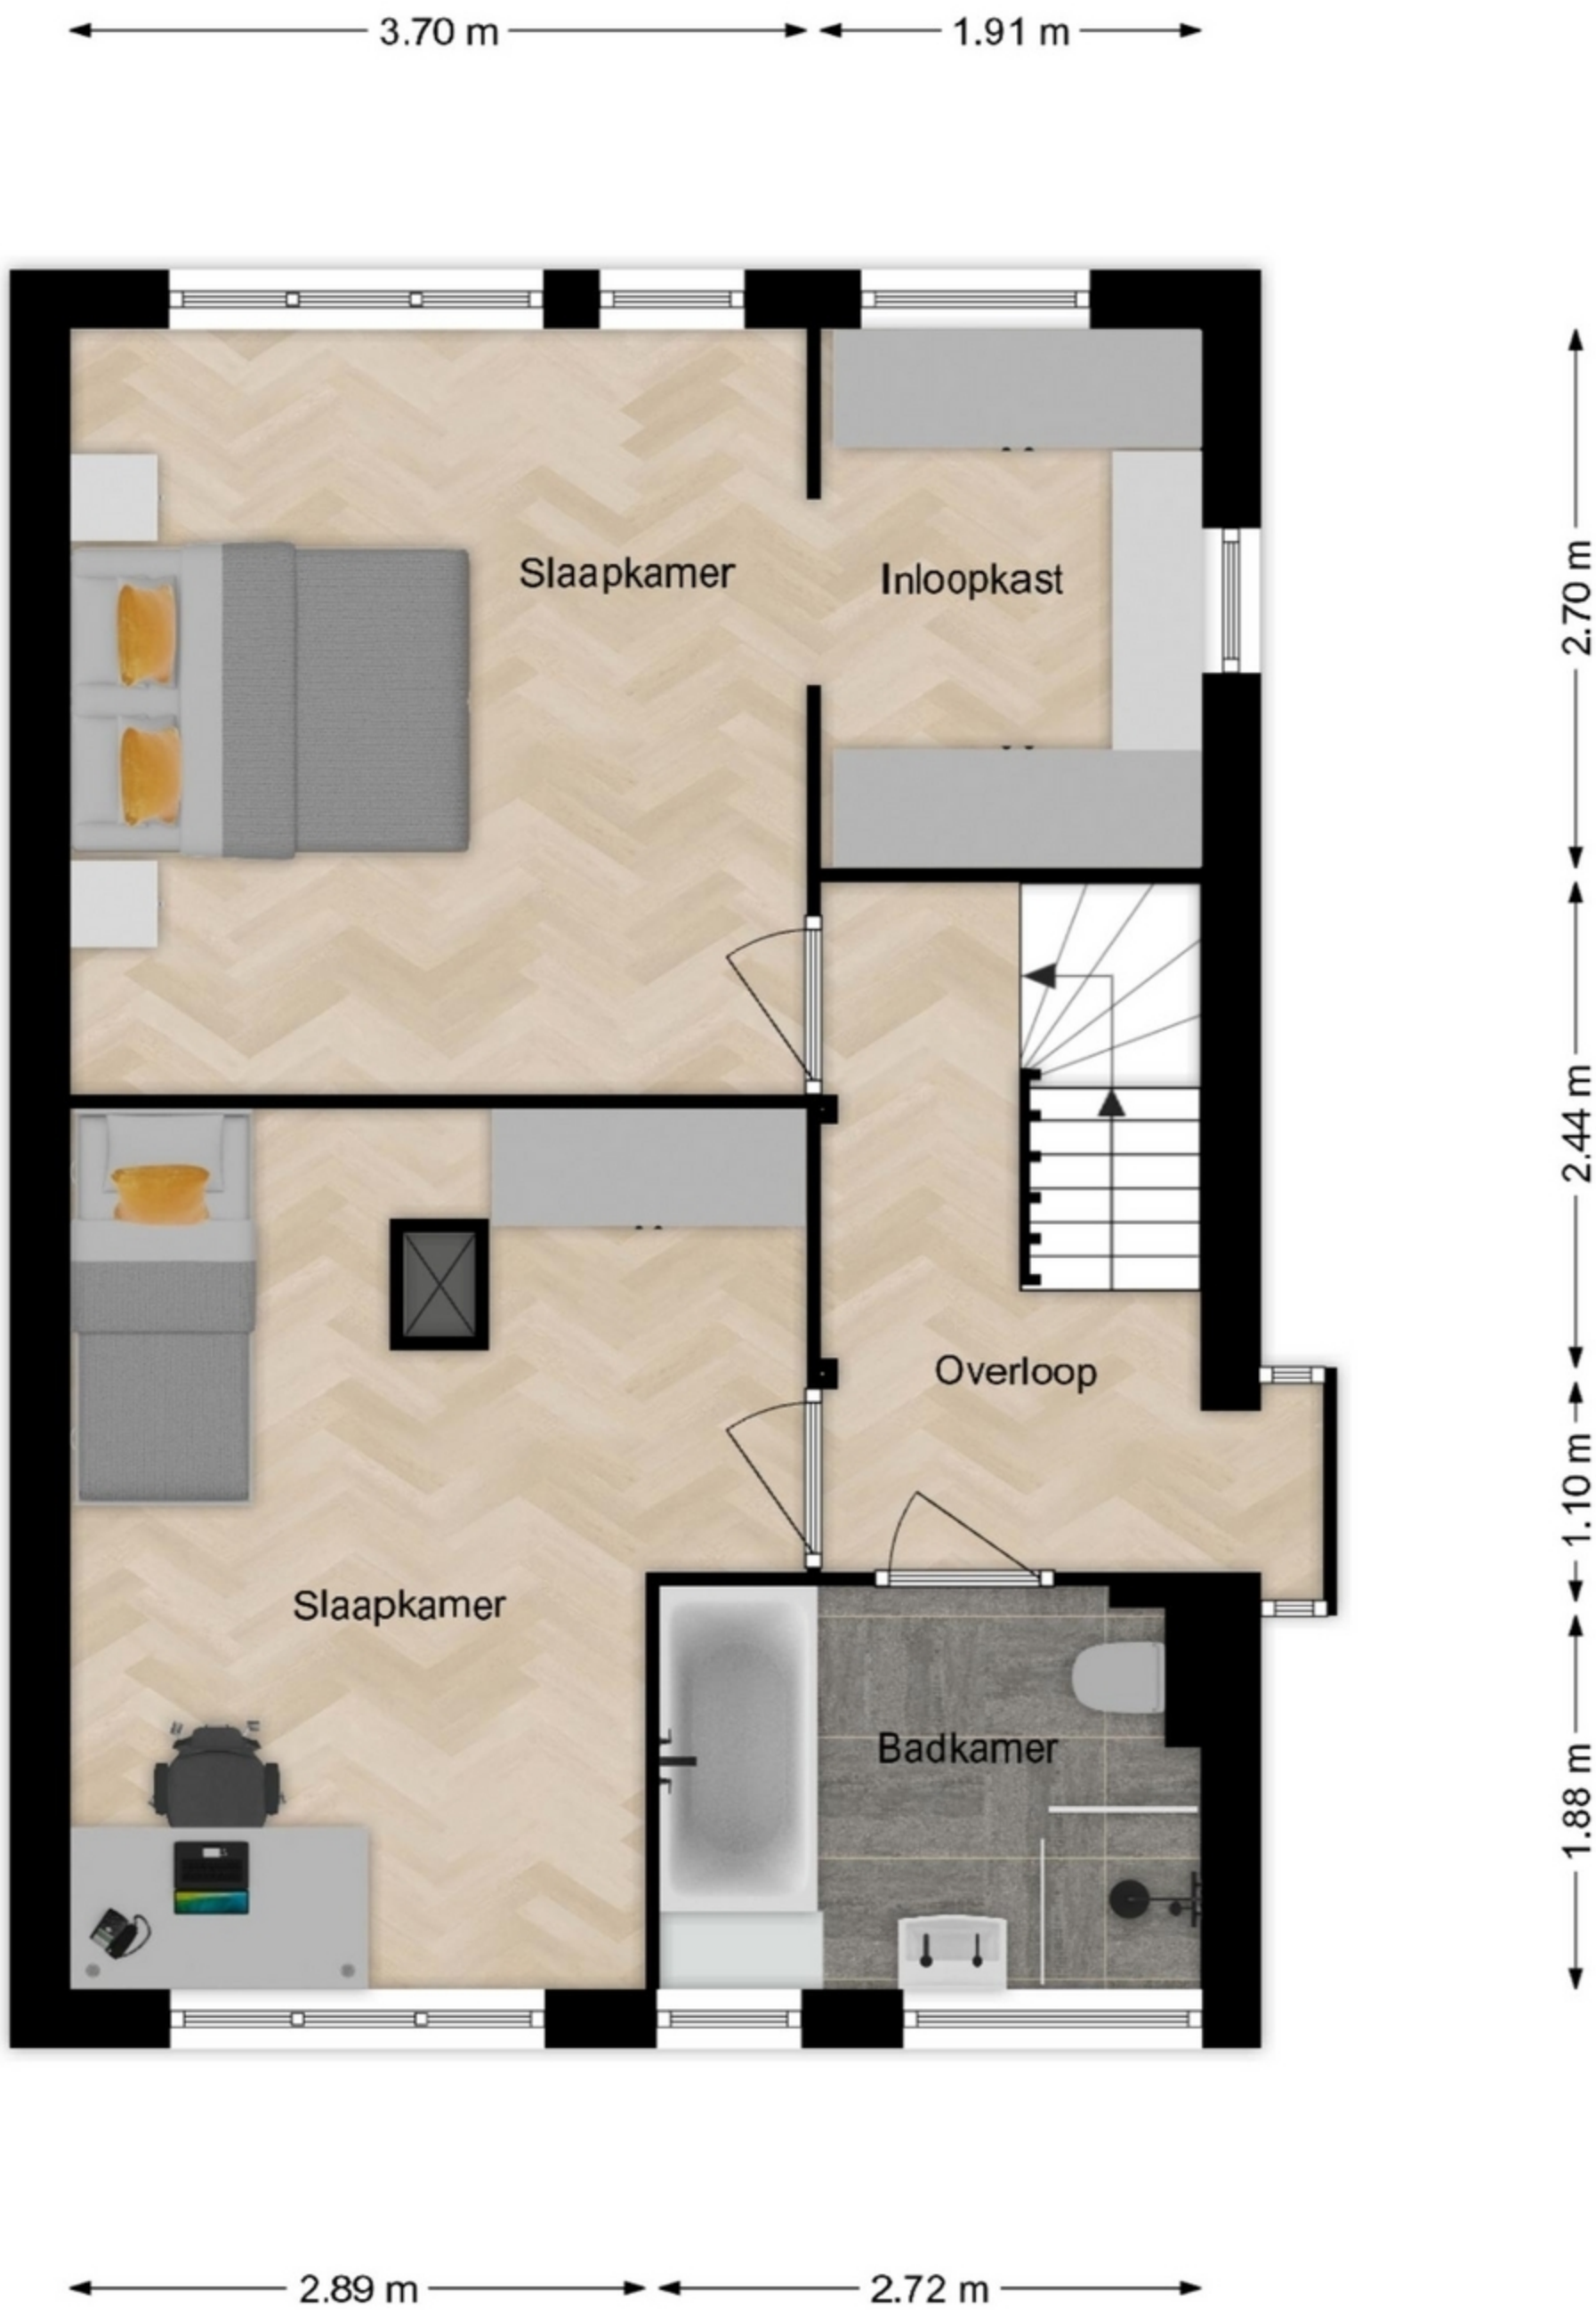 3.70 m
1.91 m
Slaapkamer
Inloopkast
2.70 m
2.44 m
Overloop
1.10 m
Slaapkamer
Badkamer
1.88 m
2.89 m
2.72 m